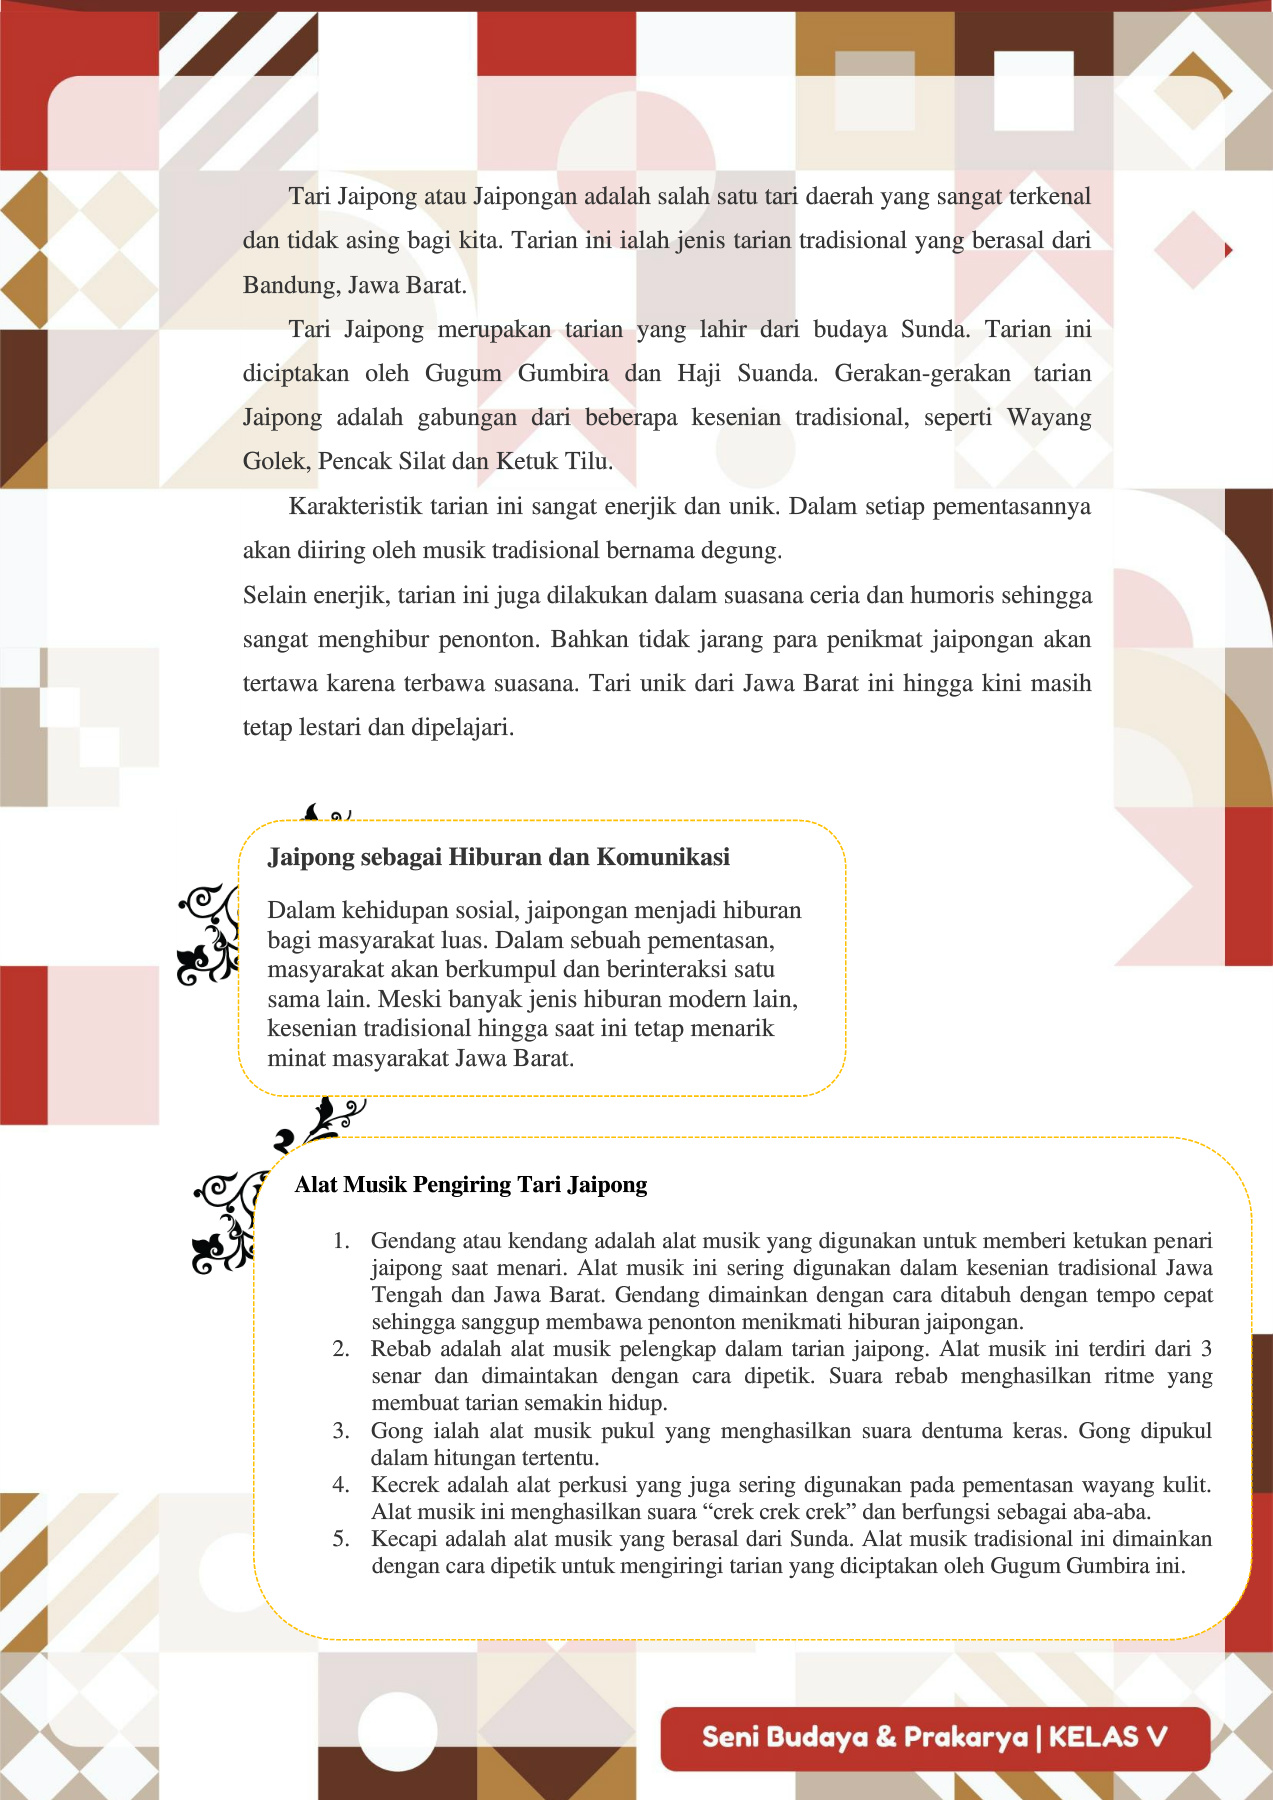 Tari Jaipong atau Jaipongan adalah salah satu tari daerah yang sangat terkenal
dan tidak asing bagi kita. Tarian ini ialah jenis tarian tradisional yang berasal dari
Bandung, Jawa Barat.
Tari Jaipong merupakan tarian yang lahir dari budaya Sunda. Tarian ini
diciptakan oleh Gugum Gumbira dan Haji Suanda. Gerakan-gerakan tarian
Jaipong adalah gabungan dari beberapa kesenian tradisional, seperti Wayang
Golek, Pencak Silat dan Ketuk Tilu.
Karakteristik tarian ini sangat enerjik dan unik. Dalam setiap pementasannya
akan diiring oleh musik tradisional bernama degung.
Selain enerjik, tarian ini juga dilakukan dalam suasana ceria dan humoris sehingga
sangat menghibur penonton. Bahkan tidak jarang para penikmat jaipongan akan
tertawa karena terbawa suasana. Tari unik dari Jawa Barat ini hingga kini masih
tetap lestari dan dipelajari.
Jaipong sebagai Hiburan dan Komunikasi
Dalam kehidupan sosial, jaipongan menjadi hiburan
bagi masyarakat luas. Dalam sebuah pementasan,
masyarakat akan berkumpul dan berinteraksi satu
sama lain. Meski banyak jenis hiburan modern lain,
kesenian tradisional hingga saat ini tetap menarik
minat masyarakat Jawa Barat.
Alat Musik Pengiring Tari Jaipong
1. Gendang atau kendang adalah alat musik yang digunakan untuk memberi ketukan penari
jaipong saat menari. Alat musik ini sering digunakan dalam kesenian tradisional Jawa
Tengah dan Jawa Barat. Gendang dimainkan dengan cara ditabuh dengan tempo cepat
sehingga sanggup membawa penonton menikmati hiburan jaipongan.
2. Rebab adalah alat musik pelengkap dalam tarian jaipong. Alat musik ini terdiri dari 3
senar dan dimaintakan dengan cara dipetik. Suara rebab menghasilkan ritme yang
membuat tarian semakin hidup.
3. Gong ialah alat musik pukul yang menghasilkan suara dentuma keras. Gong dipukul
dalam hitungan tertentu.
4. Kecrek adalah alat perkusi yang juga sering digunakan pada pementasan wayang kulit.
Alat musik ini menghasilkan suara “crek crek crek” dan berfungsi sebagai aba-aba.
5. Kecapi adalah alat musik yang berasal dari Sunda. Alat musik tradisional ini dimainkan
dengan cara dipetik untuk mengiringi tarian yang diciptakan oleh Gugum Gumbira ini.
Seni Budaya & Prakarya | KELAS V